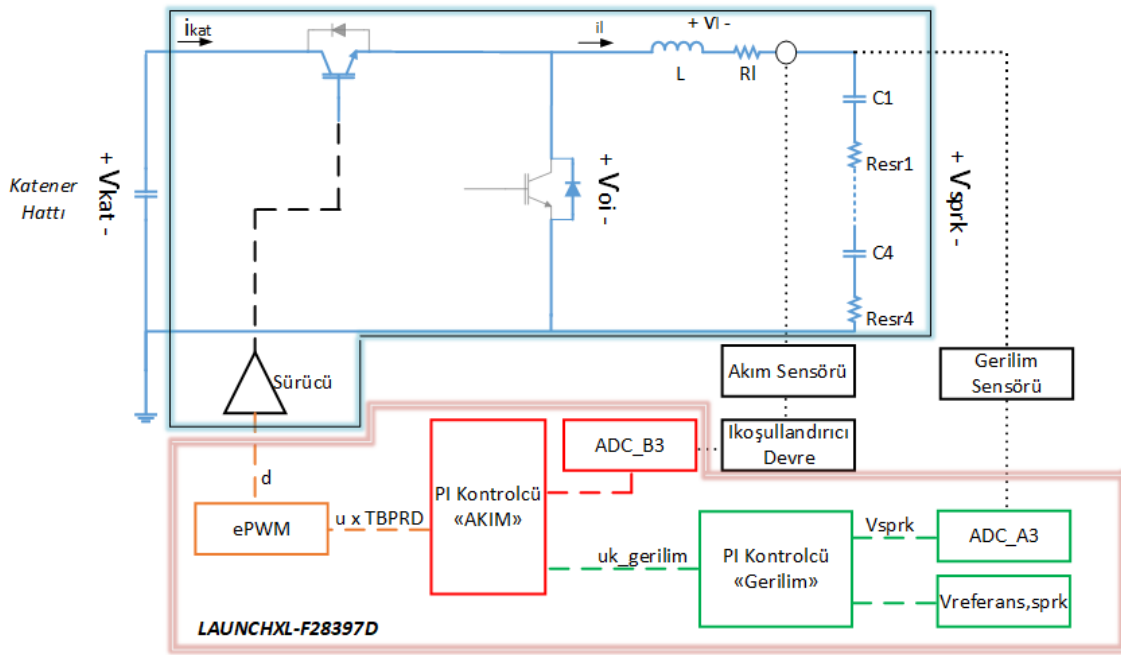 ikat
il
+ Vl -
L
Rl
C1
Resr1
Katener
Hattı
+ Vkat -
+ Voi -
+ Vsprk -
C4
Resr4
Sürücü
Akım Sensörü
Gerilim
Sensörü
Ikoşullandırıcı
Devre
ADC_B3
PI Kontrolcü
«AKIM»
d
ePWM
u x TBPRD
uk_gerilim
PI Kontrolcü
«Gerilim»
Vsprk
ADC_A3
Vreferans,sprk
LAUNCHXL-F28397D